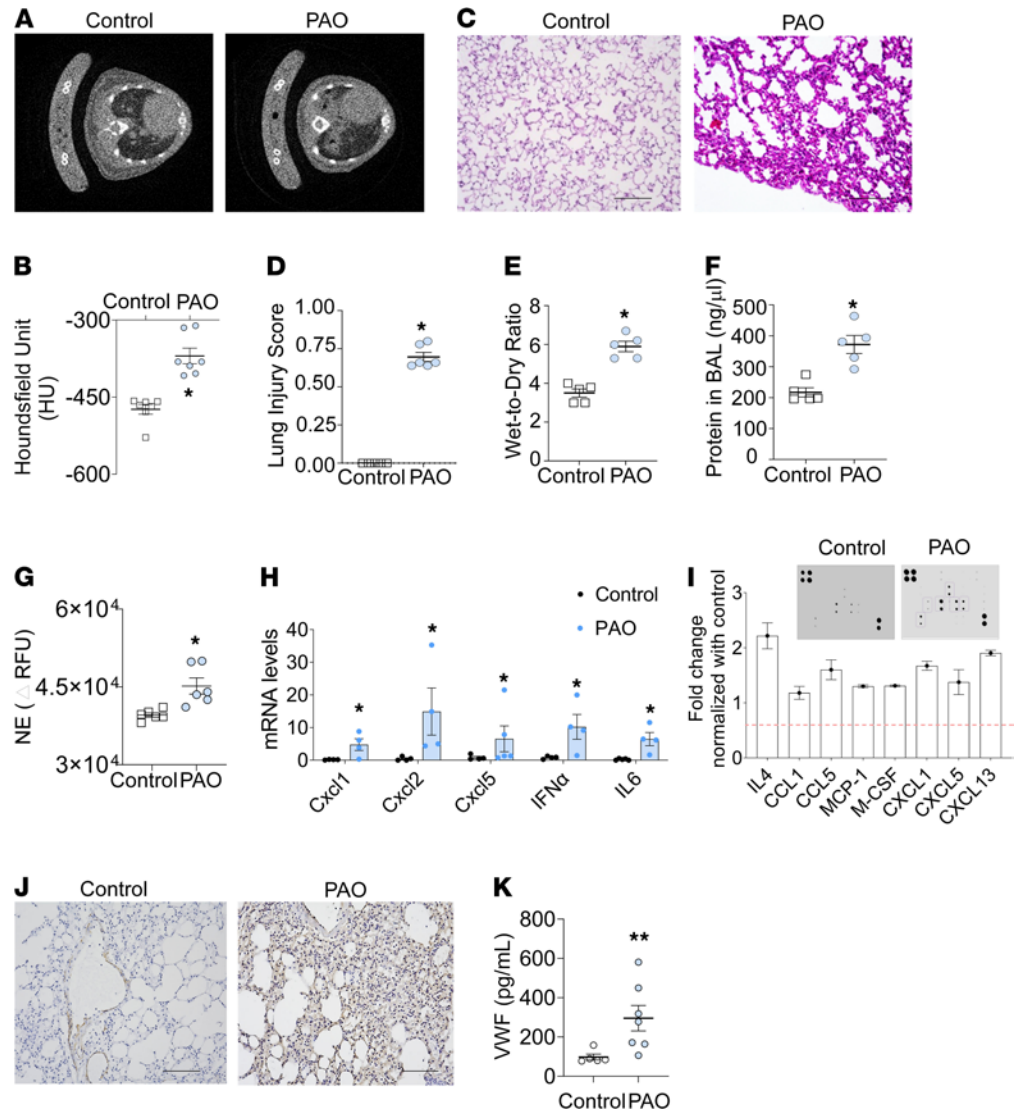 A
Control
PAO
C
Control
PAO
B
Control PAO
Houndsfield Unit
(HU)
-300
-450
-600
*
D
Lung Injury Score
1.00
0.75
0.50
0.25
0.00
*
Control PAO
E
Wet-to-Dry Ratio
8
6
4
2
0
*
Control PAO
F
Protein in BAL (ng/µl)
500
400
300
200
100
0
*
Control PAO
G
NE (△ RFU)
6×10⁴
4.5×10⁴
3×10⁴
*
Control PAO
H
mRNA levels
40
30
20
10
0
* * * * *
Control
PAO
Cxcl1 Cxcl2 Cxcl5 IFNα IL6
I
Control
PAO
Fold change
normalized with control
3
2
1
0
IL4 CCL1 CCL5 MCP-1 M-CSF CXCL1 CXCL5 CXCL13
J
Control
PAO
K
VWF (pg/mL)
800
600
400
200
0
**
Control PAO